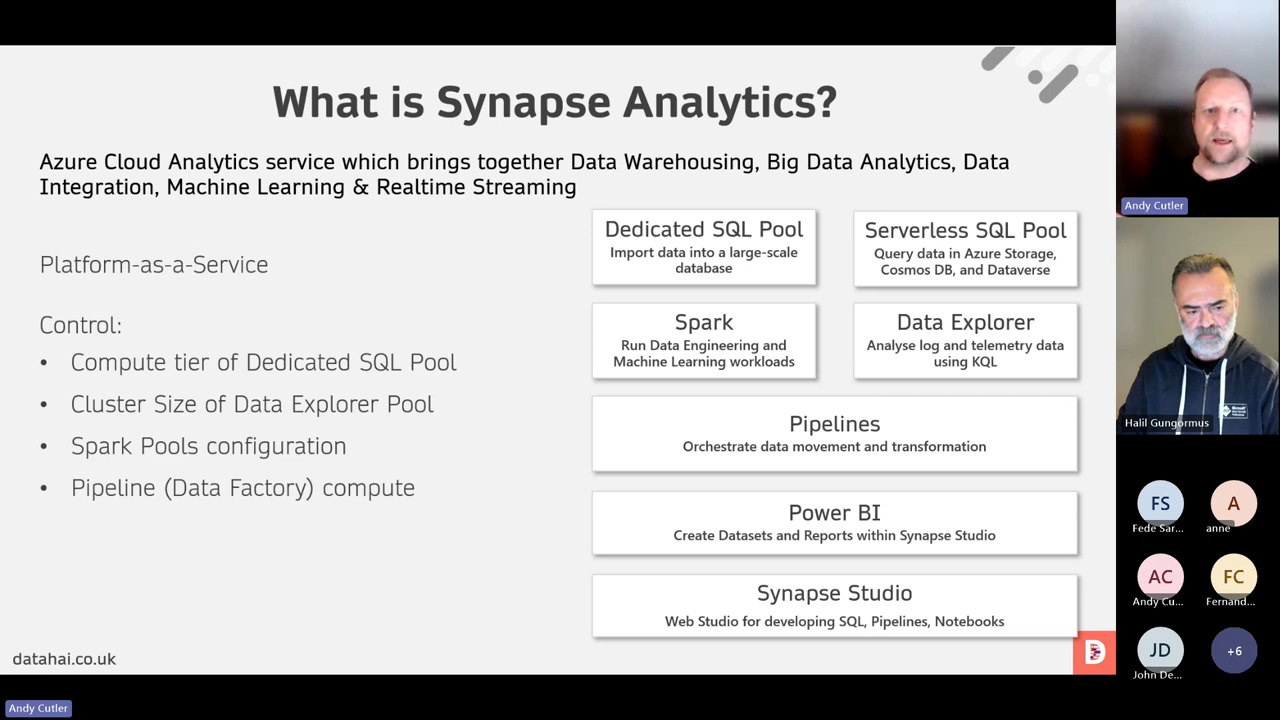 What is Synapse Analytics?
Azure Cloud Analytics service which brings together Data Warehousing, Big Data Analytics, Data
Integration, Machine Learning & Realtime Streaming
Platform-as-a-Service
Control:
• Compute tier of Dedicated SQL Pool
• Cluster Size of Data Explorer Pool
• Spark Pools configuration
• Pipeline (Data Factory) compute
Dedicated SQL Pool
Import data into a large-scale
database
Serverless SQL Pool
Query data in Azure Storage,
Cosmos DB, and Dataverse
Spark
Run Data Engineering and
Machine Learning workloads
Data Explorer
Analyse log and telemetry data
using KQL
Pipelines
Orchestrate data movement and transformation
Power BI
Create Datasets and Reports within Synapse Studio
Synapse Studio
Web Studio for developing SQL, Pipelines, Notebooks
datahai.co.uk
D
Andy Cutler
Andy Cutler
Halil Gungormus
FS
Fede Sar...
A
anne
AC
Andy Cu...
FC
Fernand...
JD
John De...
+6